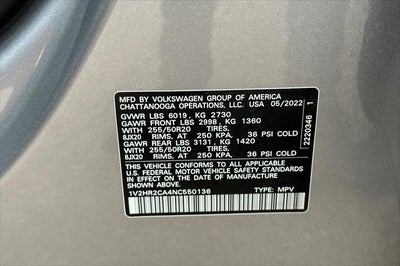 MFD BY VOLKSWAGEN GROUP OF AMERICA
CHATTANOOGA OPERATIONS, LLC. USA 05/2022
GVWR LBS 6019, KG 2730
GAWR FRONT LBS 2998, KG 1360
WITH 255/50R20 TIRES,
8JX20 RIMS, AT 250 KPA, 36 PSI COLD
GAWR REAR LBS 3131, KG 1420
WITH 255/50R20 TIRES,
8JX20 RIMS, AT 250 KPA, 36 PSI COLD
THIS VEHICLE CONFORMS TO ALL APPLICABLE
U.S. FEDERAL MOTOR VEHICLE SAFETY STANDARDS
IN EFFECT ON THE DATE OF MANUFACTURE SHOWN ABOVE.
1V2HR2CA4NC550136 TYPE: MPV
2220346 1